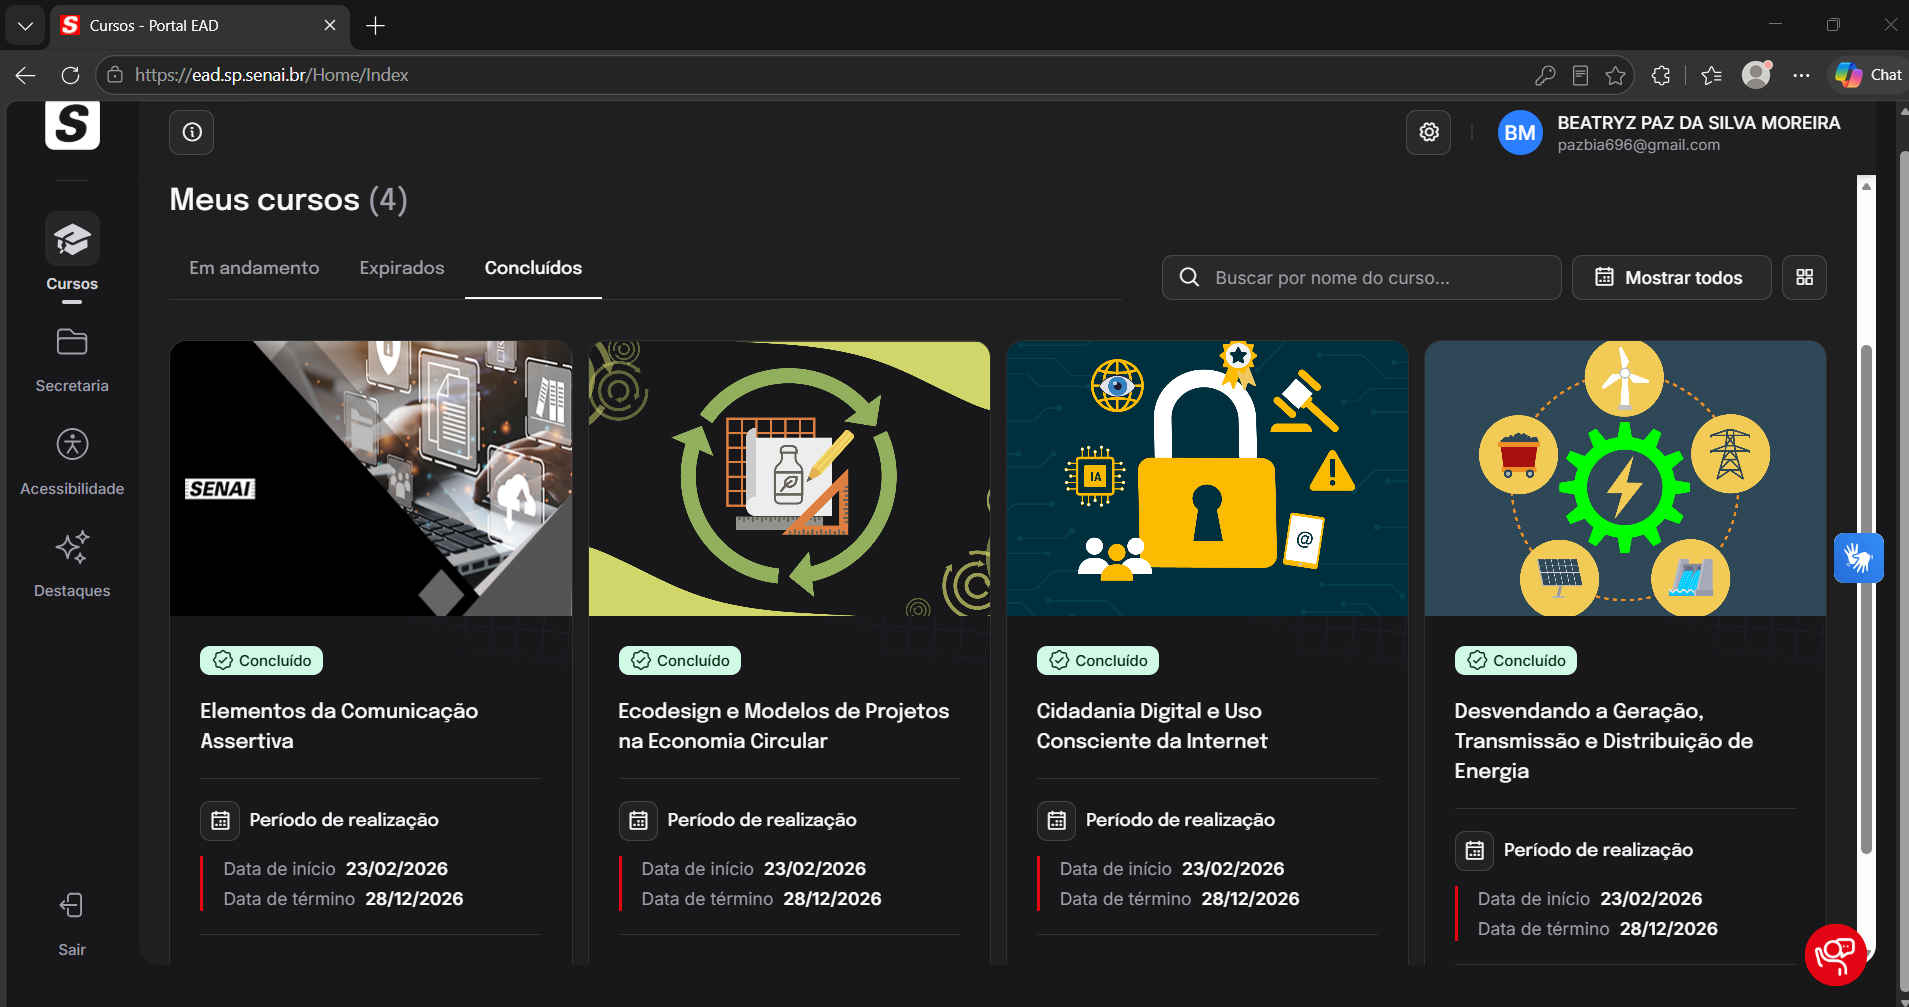 Cursos - Portal EAD
https://ead.sp.senai.br/Home/Index
Chat
S
BM
BEATRYZ PAZ DA SILVA MOREIRA
pazbia696@gmail.com
Meus cursos (4)
Cursos
Secretaria
Acessibilidade
Destaques
Sair
Em andamento
Expirados
Concluídos
Buscar por nome do curso...
Mostrar todos
SENAI
IA
@
Concluído
Elementos da Comunicação
Assertiva
Período de realização
Data de início 23/02/2026
Data de término 28/12/2026
Concluído
Ecodesign e Modelos de Projetos
na Economia Circular
Período de realização
Data de início 23/02/2026
Data de término 28/12/2026
Concluído
Cidadania Digital e Uso
Consciente da Internet
Período de realização
Data de início 23/02/2026
Data de término 28/12/2026
Concluído
Desvendando a Geração,
Transmissão e Distribuição de
Energia
Período de realização
Data de início 23/02/2026
Data de término 28/12/2026